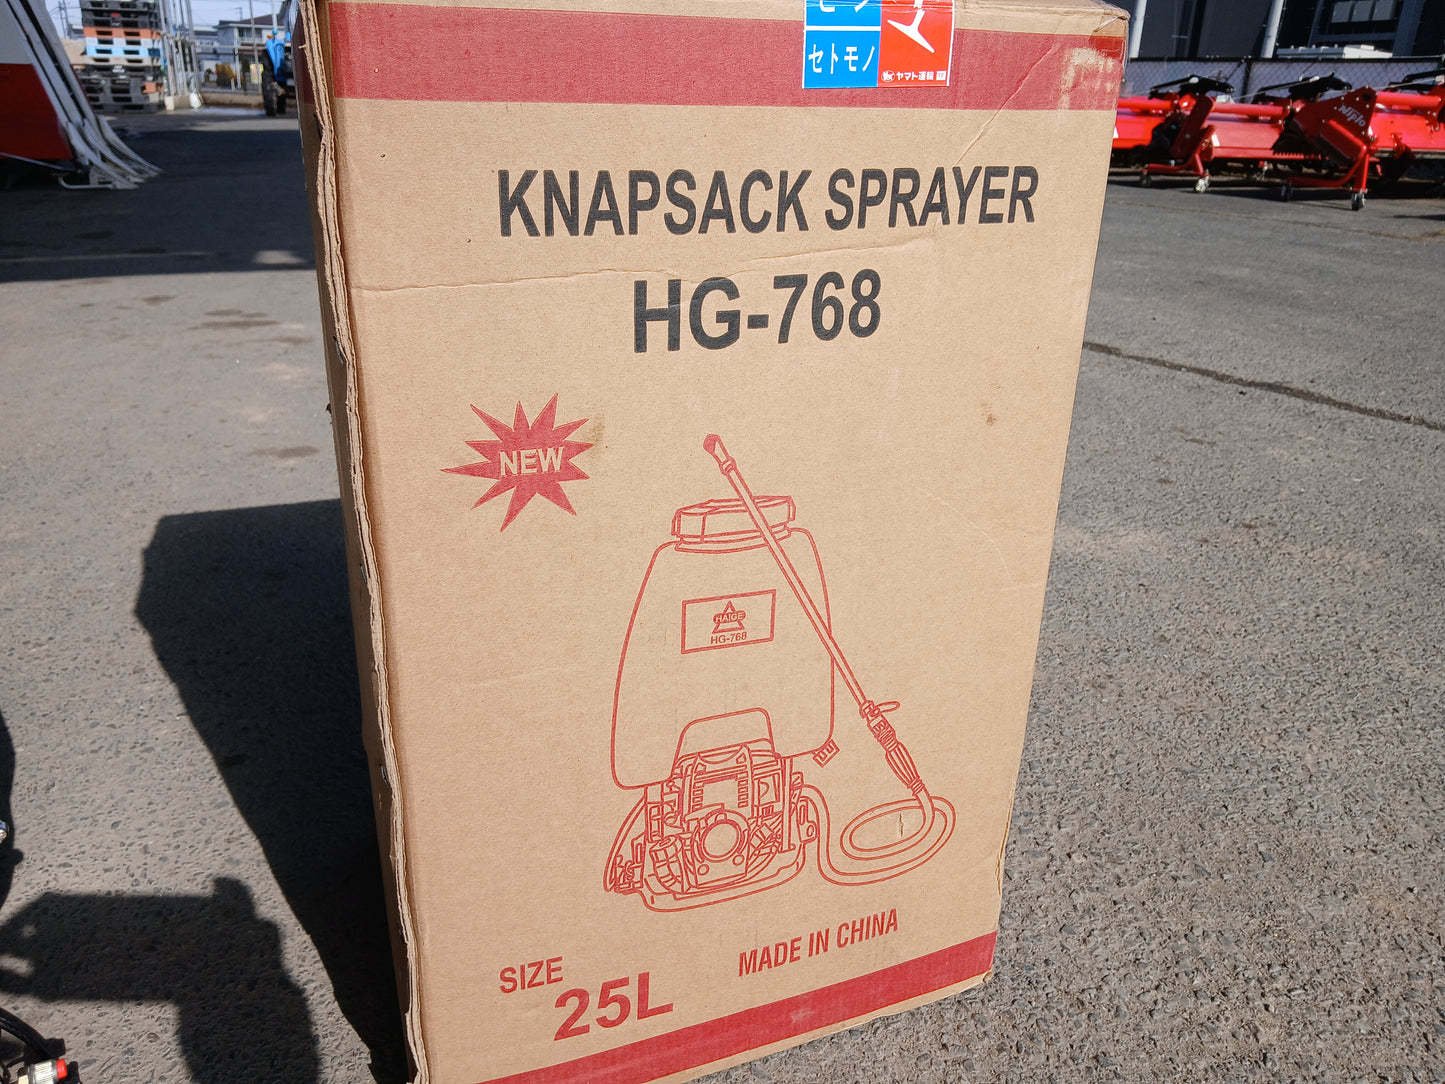 セトモノ
ヤマト運輸
KNAPSACK SPRAYER
HG-768
NEW
HAIGE
HG-768
SIZE
25L
MADE IN CHINA
Niplo